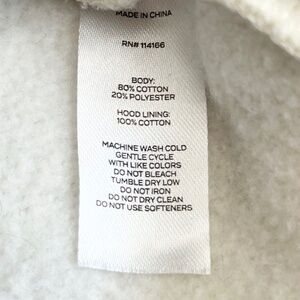 MADE IN CHINA
RN# 114166
BODY:
80% COTTON
20% POLYESTER
HOOD LINING:
100% COTTON
MACHINE WASH COLD
GENTLE CYCLE
WITH LIKE COLORS
DO NOT BLEACH
TUMBLE DRY LOW
DO NOT IRON
DO NOT DRY CLEAN
DO NOT USE SOFTENERS